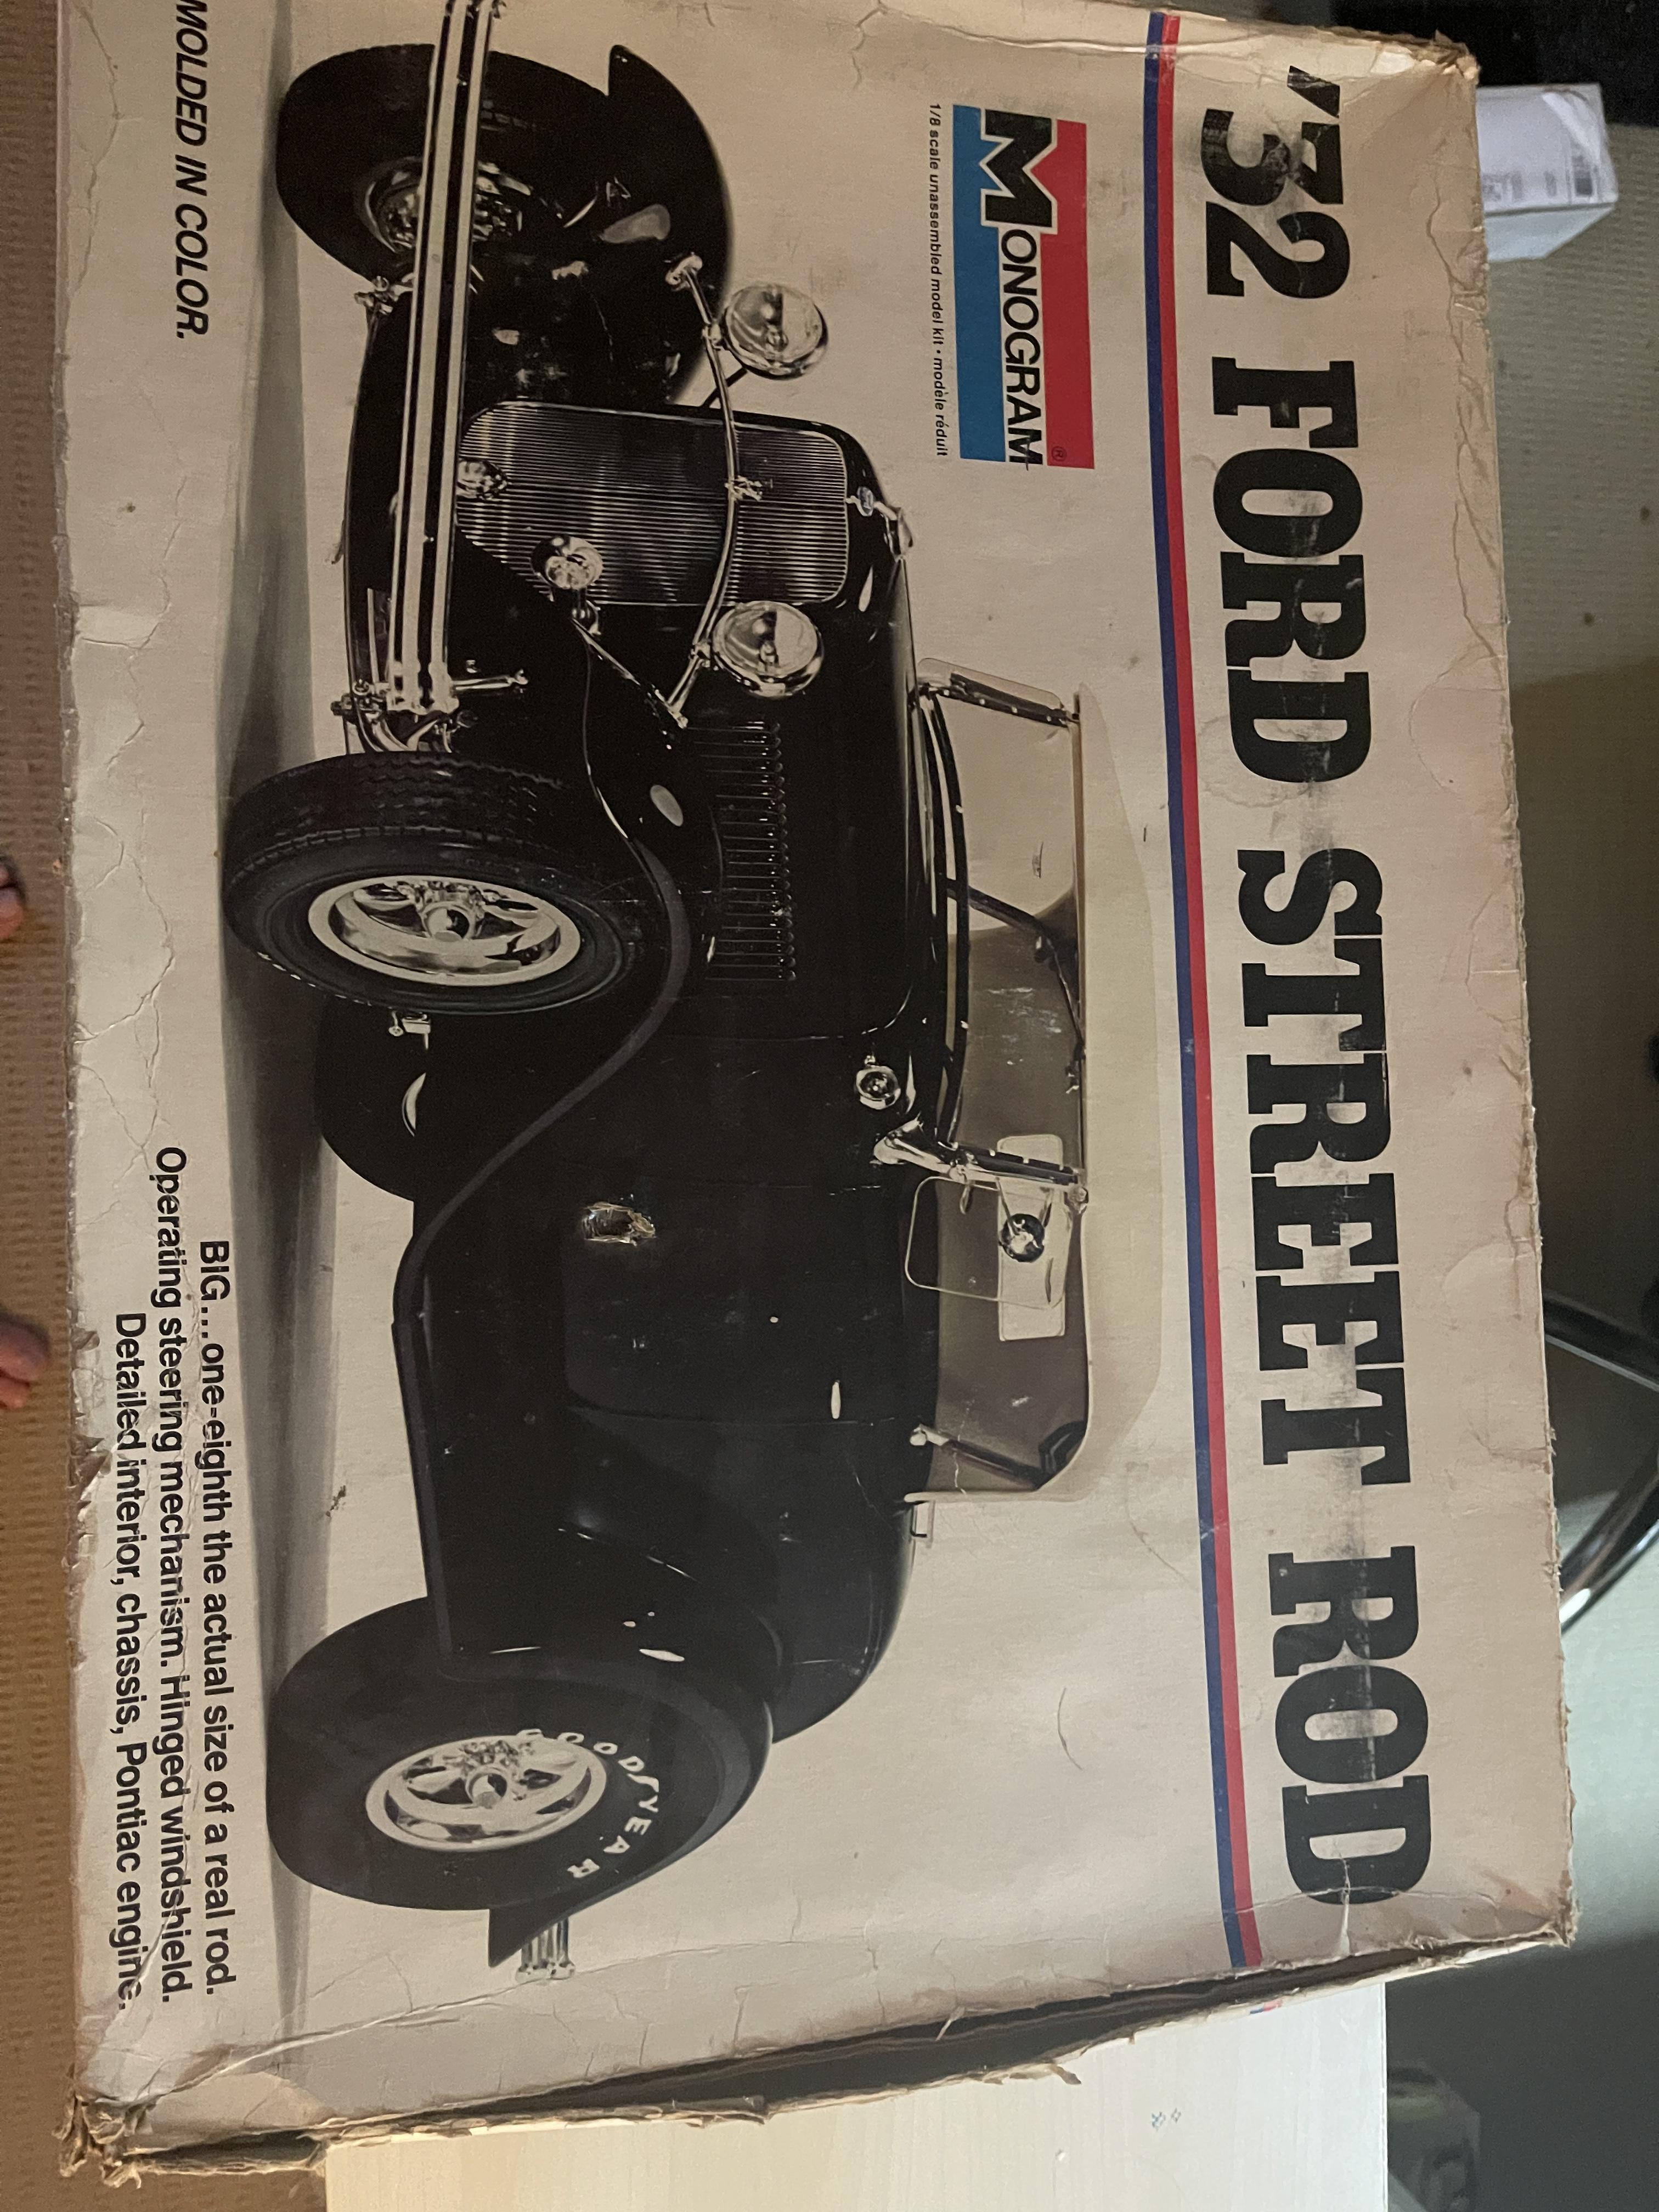 '32 FORD STREET ROD
MONOGRAM®
1/8 scale unassembled model kit • modèle réduit
GOODYEAR
MOLDED IN COLOR.
BIG...one-eighth the actual size of a real rod.
Operating steering mechanism. Hinged windshield.
Detailed interior, chassis, Pontiac engine.